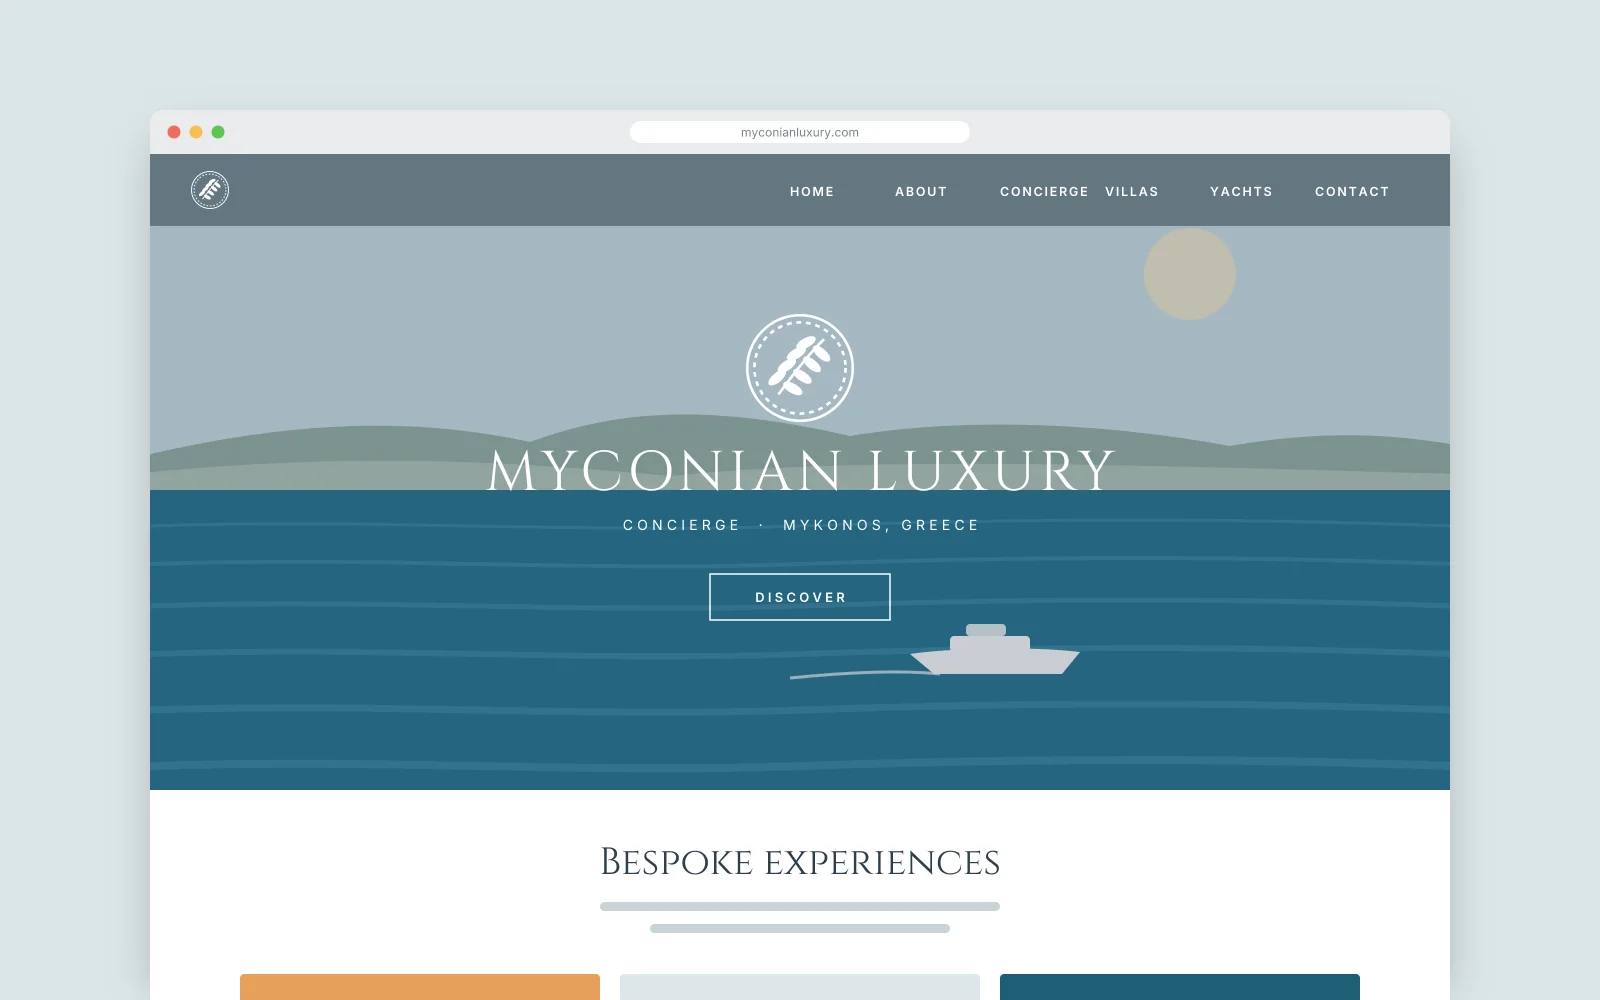 myconianluxury.com
HOME ABOUT CONCIERGE VILLAS YACHTS CONTACT
MYCONIAN LUXURY
CONCIERGE · MYKONOS, GREECE
DISCOVER
Bespoke experiences